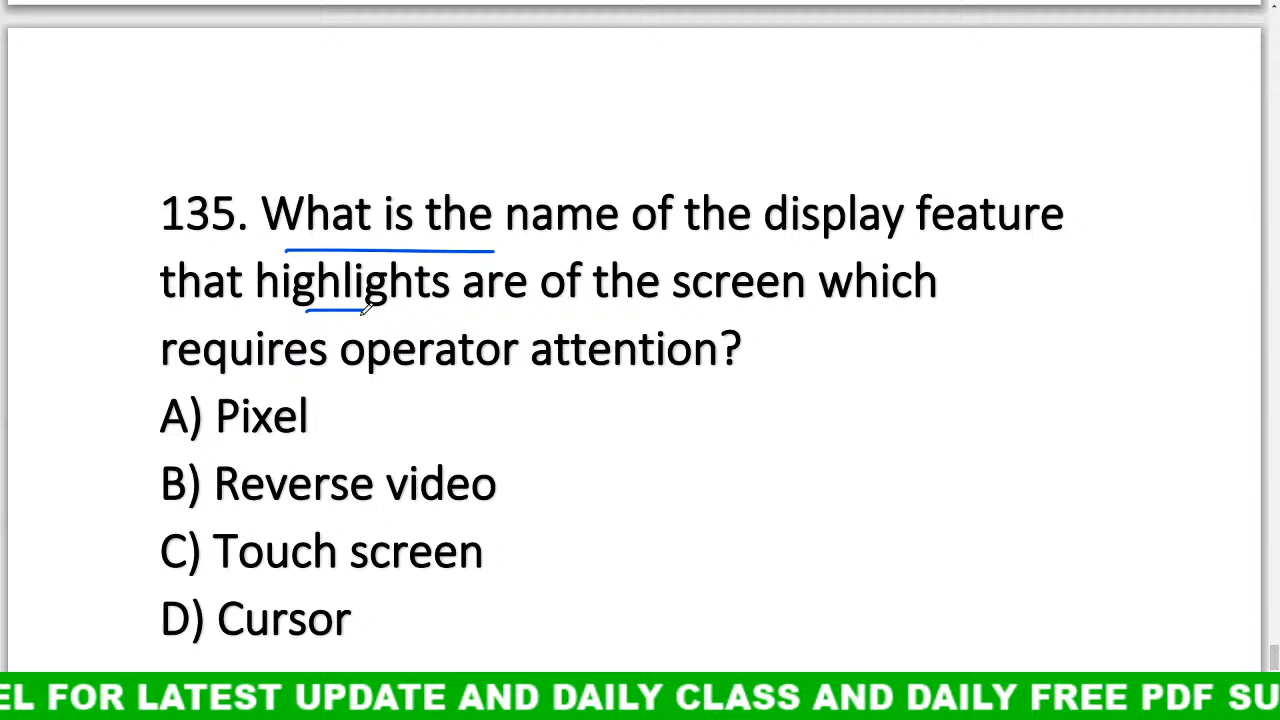 135. What is the name of the display feature
that highlights are of the screen which
requires operator attention?
A) Pixel
B) Reverse video
C) Touch screen
D) Cursor
EL FOR LATEST UPDATE AND DAILY CLASS AND DAILY FREE PDF SU